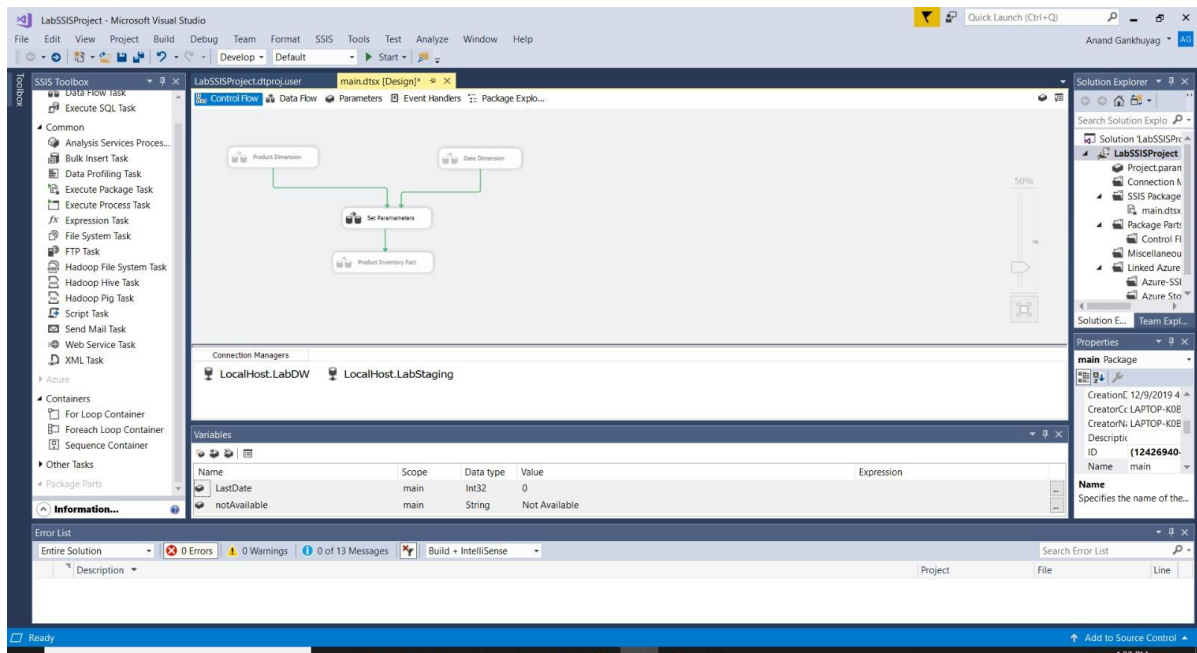 LabSSISProject - Microsoft Visual Studio
Quick Launch (Ctrl+Q)
File Edit View Project Build Debug Team Format SSIS Tools Test Analyze Window Help
Anand Gankhuyag AG
Develop Default Start
Toolbox
SSIS Toolbox
Data Flow Task
Execute SQL Task
Common
Analysis Services Proces...
Bulk Insert Task
Data Profiling Task
Execute Package Task
Execute Process Task
Expression Task
File System Task
FTP Task
Hadoop File System Task
Hadoop Hive Task
Hadoop Pig Task
Script Task
Send Mail Task
Web Service Task
XML Task
Azure
Containers
For Loop Container
Foreach Loop Container
Sequence Container
Other Tasks
Package Parts
Information...
LabSSISProject.dtproj.user main.dtsx [Design]*
Control Flow Data Flow Parameters Event Handlers Package Explo...
Product Dimension
Date Dimension
Set Paramameters
Product Inventory Fact
50%
Connection Managers
LocalHost.LabDW LocalHost.LabStaging
Variables
Name Scope Data type Value Expression
LastDate main Int32 0 ...
notAvailable main String Not Available ...
Solution Explorer
Search Solution Explo
Solution 'LabSSISPr
LabSSISProject
Project.paran
Connection M
SSIS Package
main.dtsx
Package Parts
Control Fl
Miscellaneou
Linked Azure
Azure-SSI
Azure Sto
Solution E... Team Expl...
Properties
main Package
CreationD 12/9/2019 4
CreatorCo LAPTOP-K0B
CreatorNa LAPTOP-K0B
Descriptic
ID {12426940-
Name main
Name
Specifies the name of the...
Error List
Entire Solution 0 Errors 0 Warnings 0 of 13 Messages Build + IntelliSense
Search Error List
Description Project File Line
Ready
Add to Source Control